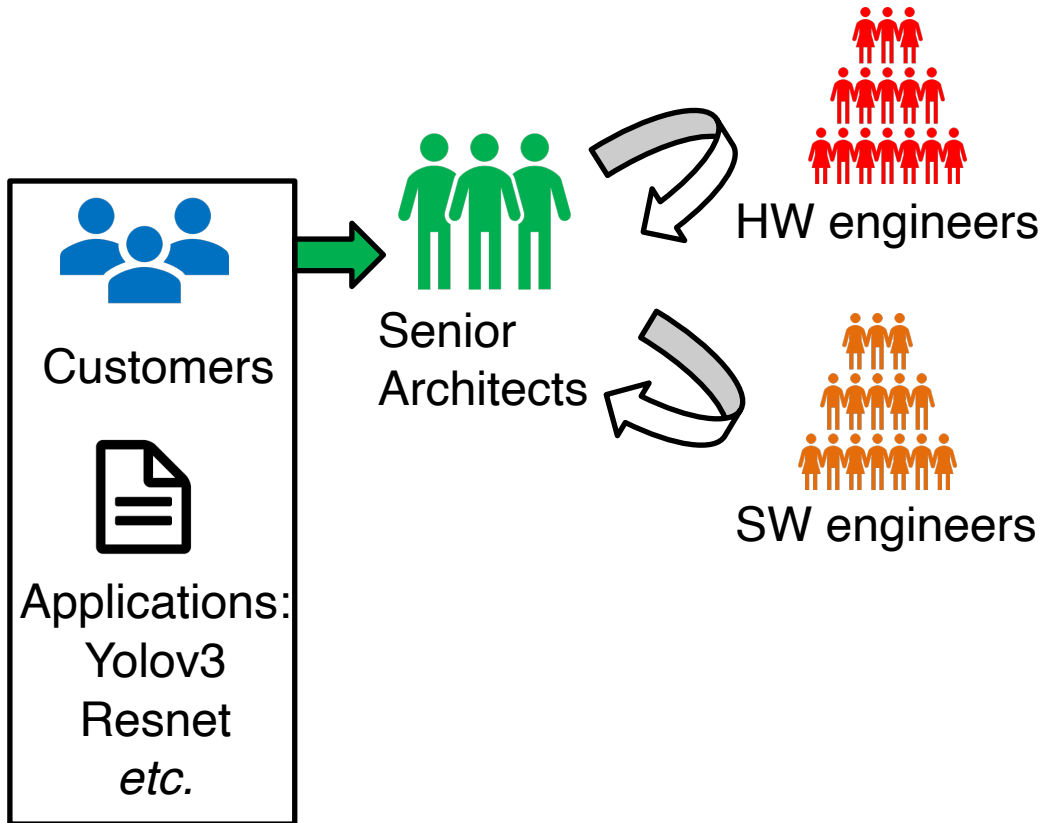 Customers
Applications:
Yolov3
Resnet
etc.
Senior
Architects
HW engineers
SW engineers